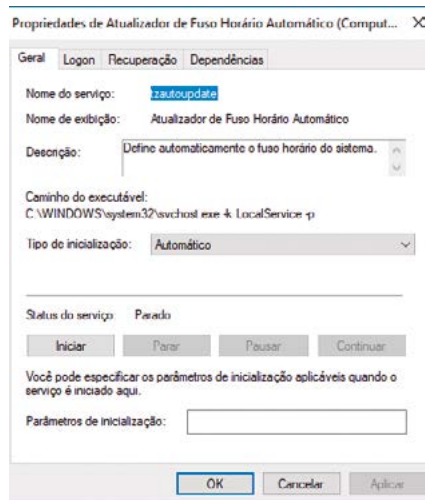 Propriedades de Atualizador de Fuso Horário Automático (Comput...
Geral Logon Recuperação Dependências
Nome do serviço: tzautoupdate
Nome de exibição: Atualizador de Fuso Horário Automático
Descrição: Define automaticamente o fuso horário do sistema.
Caminho do executável:
C:\WINDOWS\system32\svchost.exe -k LocalService -p
Tipo de inicialização: Automático
Status do serviço: Parado
Iniciar Parar Pausar Continuar
Você pode especificar os parâmetros de inicialização aplicáveis quando o
serviço é iniciado aqui.
Parâmetros de inicialização:
OK Cancelar Aplicar